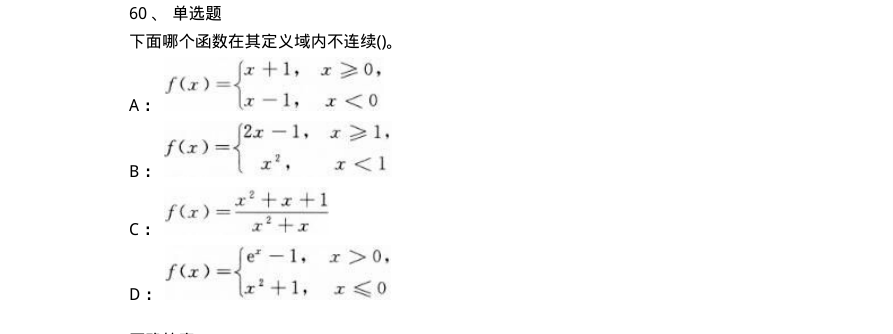 60 、 单选题
下面哪个函数在其定义域内不连续()。
A : f(x)={x+1, x⩾0,
x−1, x<0
B : f(x)={2x−1, x⩾1,
x², x<1
C : f(x)=(x²+x+1)/(x²+x)
D : f(x)={eˣ−1, x>0,
x²+1, x⩽0